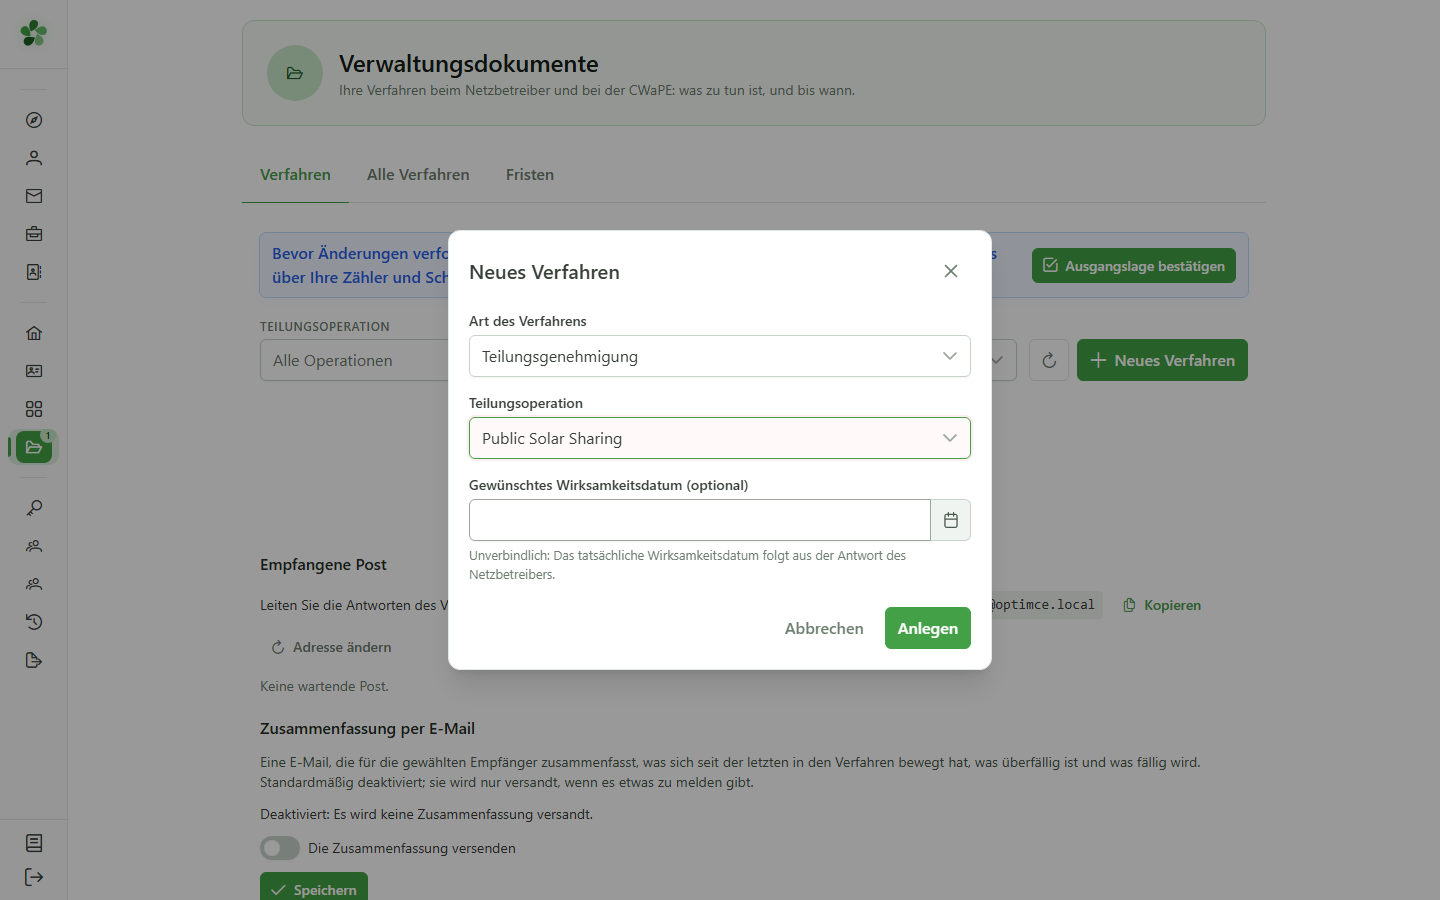 Verwaltungsdokumente
Ihre Verfahren beim Netzbetreiber und bei der CWaPE: was zu tun ist, und bis wann.
Verfahren
Alle Verfahren
Fristen
Bevor Änderungen
über Ihre Zähler und
Ausgangslage bestätigen
TEILUNGSOPERATION
Alle Operationen
Neues Verfahren
1
Neues Verfahren
Art des Verfahrens
Teilungsgenehmigung
Teilungsoperation
Public Solar Sharing
Gewünschtes Wirksamkeitsdatum (optional)
Unverbindlich: Das tatsächliche Wirksamkeitsdatum folgt aus der Antwort des
Netzbetreibers.
Abbrechen
Anlegen
Empfangene Post
Leiten Sie die Antworten des
@optimce.local
Kopieren
Adresse ändern
Keine wartende Post.
Zusammenfassung per E-Mail
Eine E-Mail, die für die gewählten Empfänger zusammenfasst, was sich seit der letzten in den Verfahren bewegt hat, was überfällig ist und was fällig wird.
Standardmäßig deaktiviert; sie wird nur versandt, wenn es etwas zu melden gibt.
Deaktiviert: Es wird keine Zusammenfassung versandt.
Die Zusammenfassung versenden
Speichern